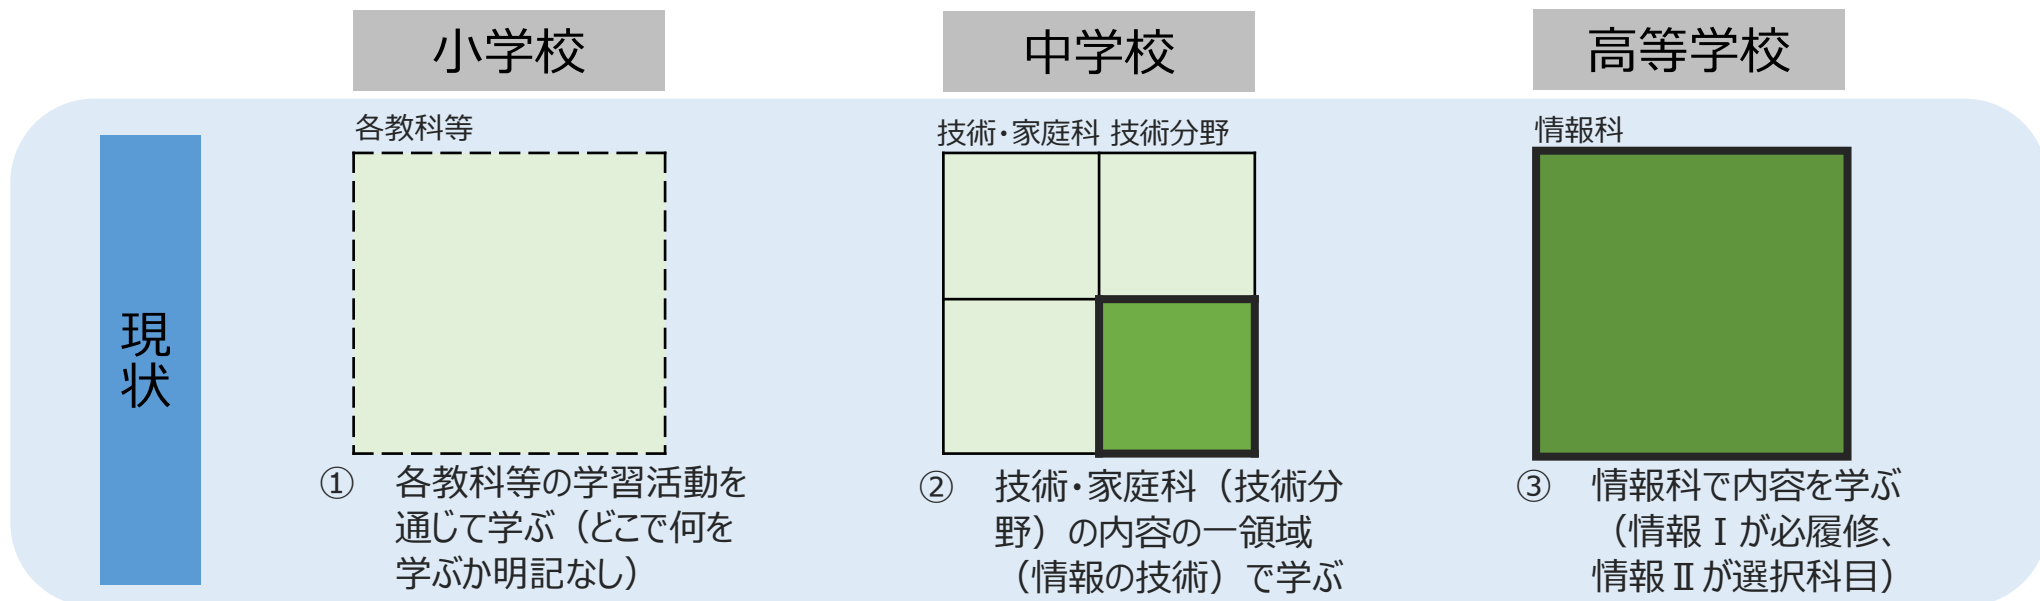 小学校
中学校
高等学校
現状
各教科等
① 各教科等の学習活動を
通じて学ぶ（どこで何を
学ぶか明記なし）
技術・家庭科 技術分野
② 技術・家庭科（技術分
野）の内容の一領域
（情報の技術）で学ぶ
情報科
③ 情報科で内容を学ぶ
（情報Ⅰが必履修、
情報Ⅱが選択科目）